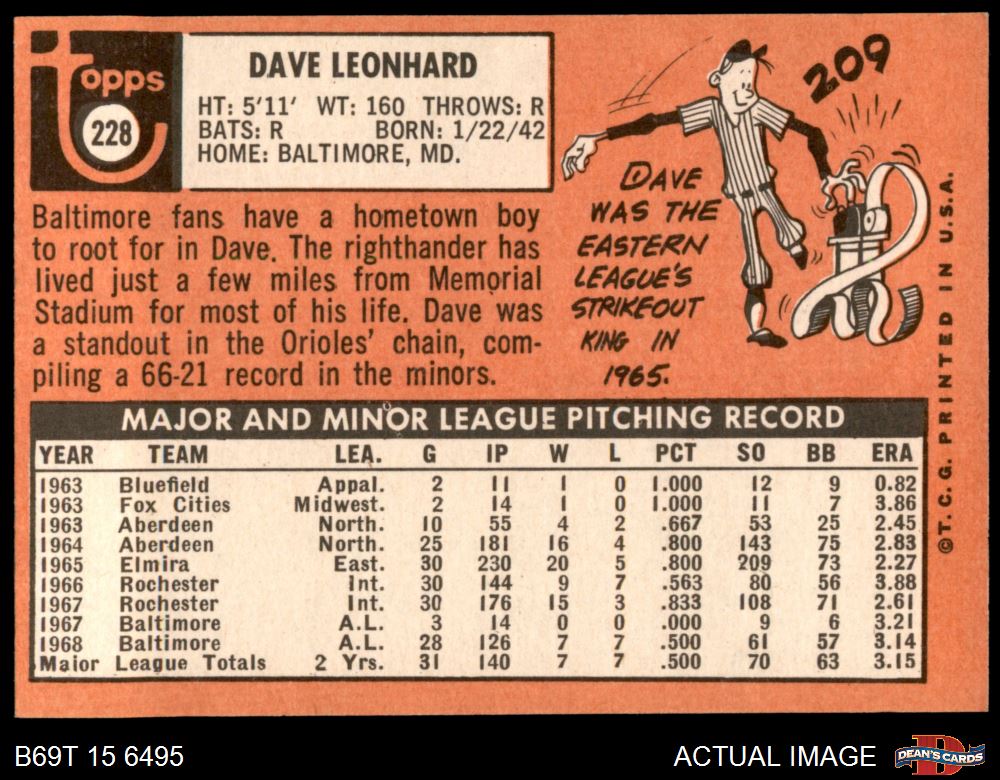 topps
228
DAVE LEONHARD
HT: 5'11' WT: 160 THROWS: R
BATS: R BORN: 1/22/42
HOME: BALTIMORE, MD.
Baltimore fans have a hometown boy
to root for in Dave. The righthander has
lived just a few miles from Memorial
Stadium for most of his life. Dave was
a standout in the Orioles' chain, com-
piling a 66-21 record in the minors.
209
DAVE
WAS THE
EASTERN
LEAGUE'S
STRIKEOUT
KING IN
1965.
MAJOR AND MINOR LEAGUE PITCHING RECORD
YEAR TEAM LEA. G IP W L PCT SO BB ERA
1963 Bluefield Appal. 2 11 1 0 1.000 12 9 0.82
1963 Fox Cities Midwest. 2 14 1 0 1.000 11 7 3.86
1963 Aberdeen North. 10 55 4 2 .667 53 25 2.45
1964 Aberdeen North. 25 181 16 4 .800 143 75 2.83
1965 Elmira East. 30 230 20 5 .800 209 73 2.27
1966 Rochester Int. 30 144 9 7 .563 80 56 3.88
1967 Rochester Int. 30 176 15 3 .833 108 71 2.61
1967 Baltimore A.L. 3 14 0 0 .000 9 6 3.21
1968 Baltimore A.L. 28 126 7 7 .500 61 57 3.14
Major League Totals 2 Yrs. 31 140 7 7 .500 70 63 3.15
©T. C. G. PRINTED IN U.S.A.
B69T 15 6495
ACTUAL IMAGE
DEAN'S CARDS